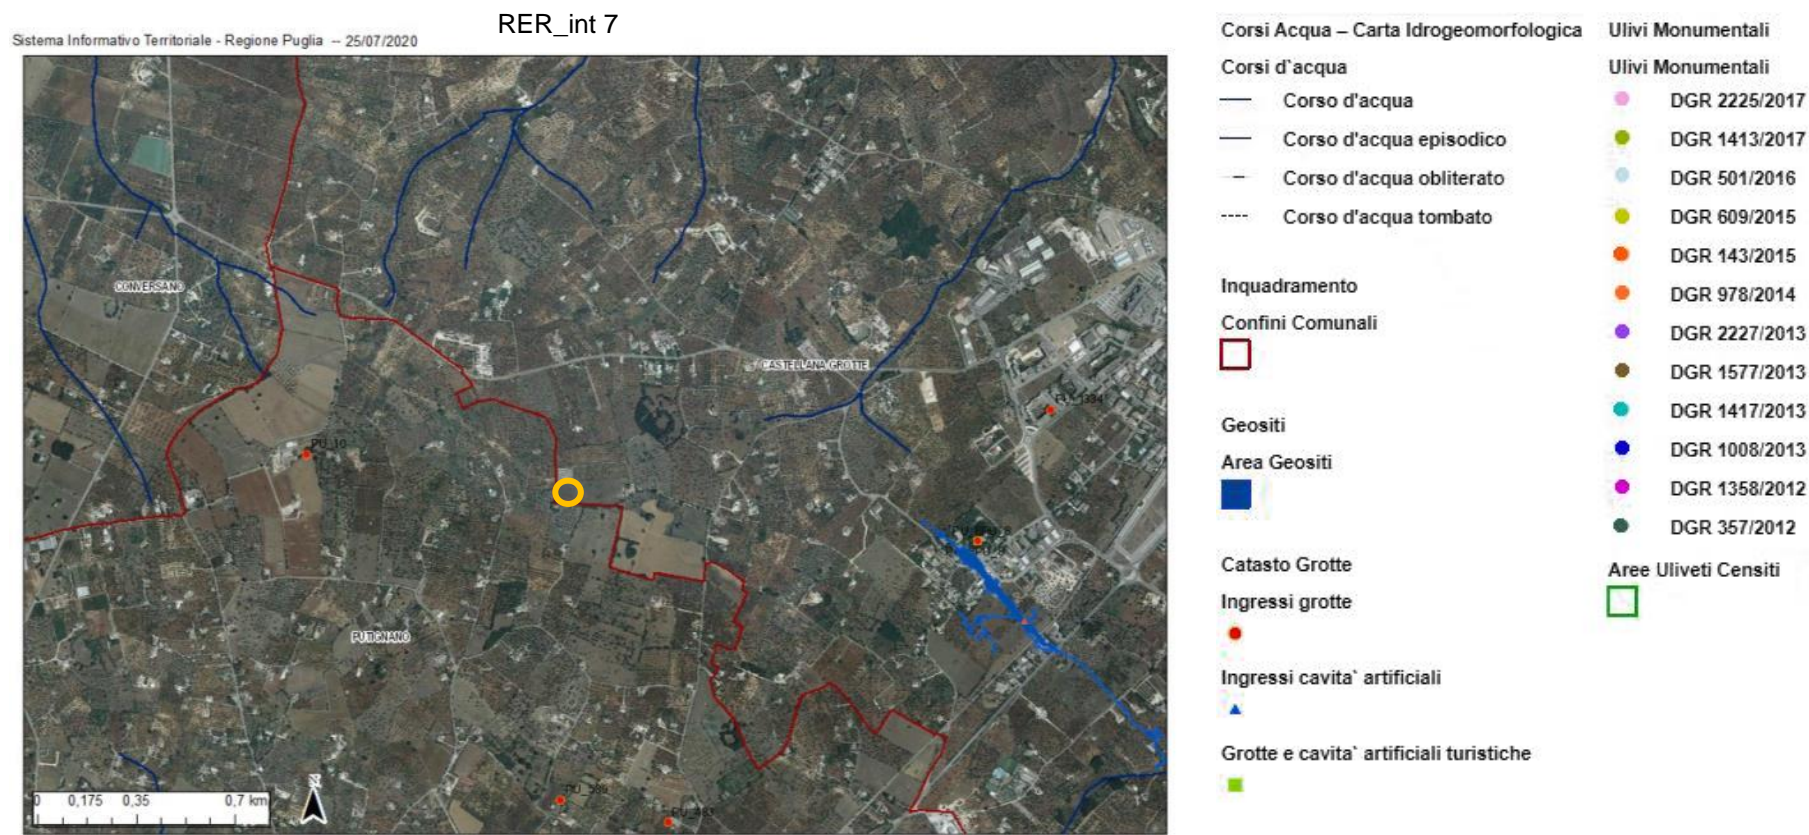 RER_int 7
Sistema Informativo Territoriale - Regione Puglia -- 25/07/2020
CONVERSANO
CASTELLANA GROTTE
PU_10
PUTIGNANO
0 0,175 0,35 0,7 km
N
Corsi Acqua – Carta Idrogeomorfologica
Corsi d`acqua
Corso d'acqua
Corso d'acqua episodico
Corso d'acqua obliterato
Corso d'acqua tombato
Inquadramento
Confini Comunali
Geositi
Area Geositi
Catasto Grotte
Ingressi grotte
Ingressi cavita` artificiali
Grotte e cavita` artificiali turistiche
Ulivi Monumentali
Ulivi Monumentali
DGR 2225/2017
DGR 1413/2017
DGR 501/2016
DGR 609/2015
DGR 143/2015
DGR 978/2014
DGR 2227/2013
DGR 1577/2013
DGR 1417/2013
DGR 1008/2013
DGR 1358/2012
DGR 357/2012
Aree Uliveti Censiti